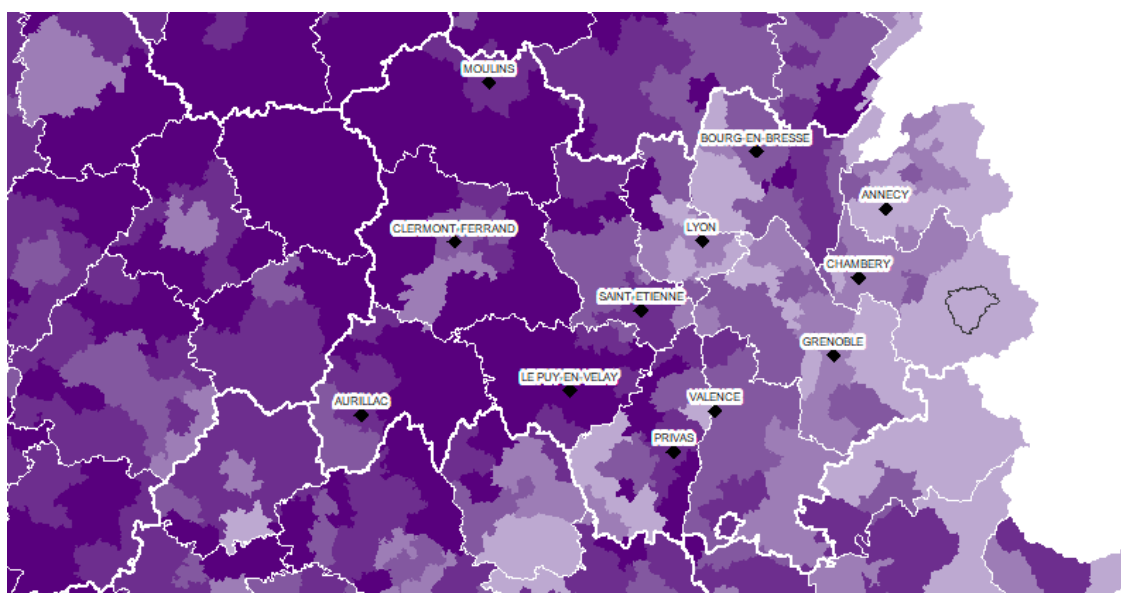 MOULINS
BOURG-EN-BRESSE
ANNECY
CLERMONT-FERRAND
LYON
CHAMBERY
SAINT-ETIENNE
GRENOBLE
LE PUY-EN-VELAY
AURILLAC
VALENCE
PRIVAS